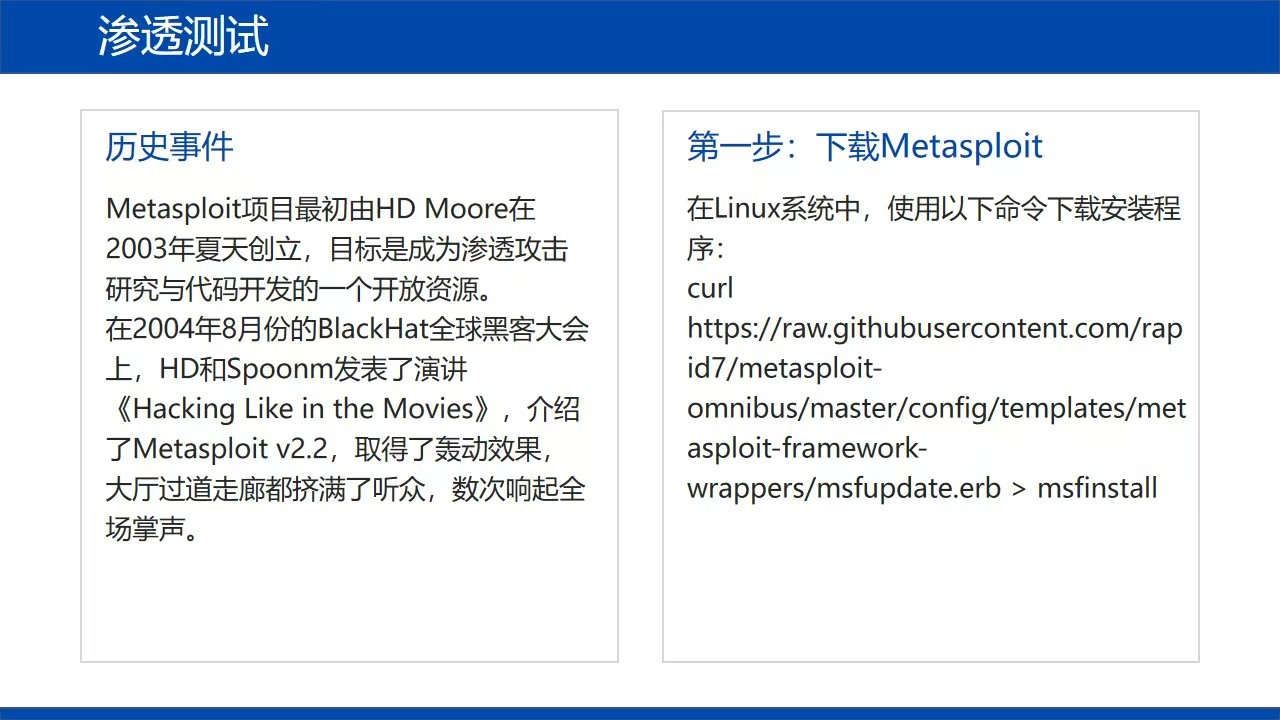 渗透测试
历史事件
Metasploit项目最初由HD Moore在
2003年夏天创立，目标是成为渗透攻击
研究与代码开发的一个开放资源。
在2004年8月份的BlackHat全球黑客大会
上，HD和Spoonm发表了演讲
《Hacking Like in the Movies》，介绍
了Metasploit v2.2，取得了轰动效果，
大厅过道走廊都挤满了听众，数次响起全
场掌声。
第一步：下载Metasploit
在Linux系统中，使用以下命令下载安装程
序：
curl
https://raw.githubusercontent.com/rap
id7/metasploit-
omnibus/master/config/templates/met
asploit-framework-
wrappers/msfupdate.erb > msfinstall